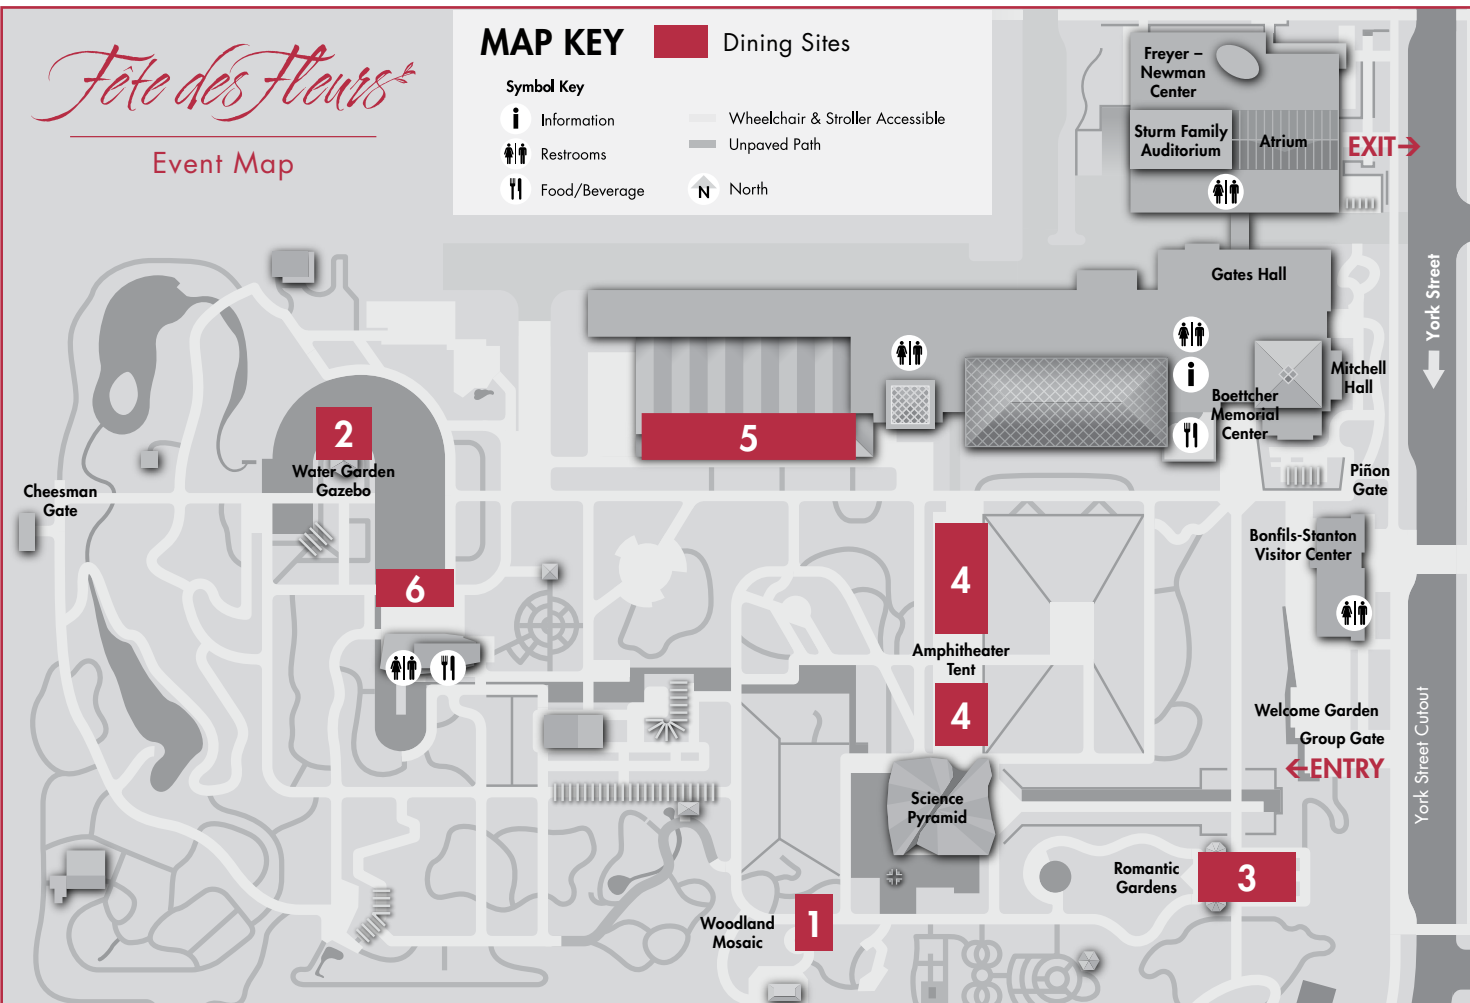 Fête des Fleurs
Event Map
MAP KEY
Dining Sites
Symbol Key
Information
Restrooms
Food/Beverage
Wheelchair & Stroller Accessible
Unpaved Path
N
North
Freyer –
Newman
Center
Sturm Family
Auditorium
Atrium
EXIT→
Gates Hall
York Street
Mitchell
Hall
Boettcher
Memorial
Center
2
Water Garden
Gazebo
5
Cheesman
Gate
Piñon
Gate
Bonfils-Stanton
Visitor Center
6
4
Amphitheater
Tent
4
Welcome Garden
Group Gate
←ENTRY
York Street Cutout
Science
Pyramid
Romantic
Gardens
3
Woodland
Mosaic
1